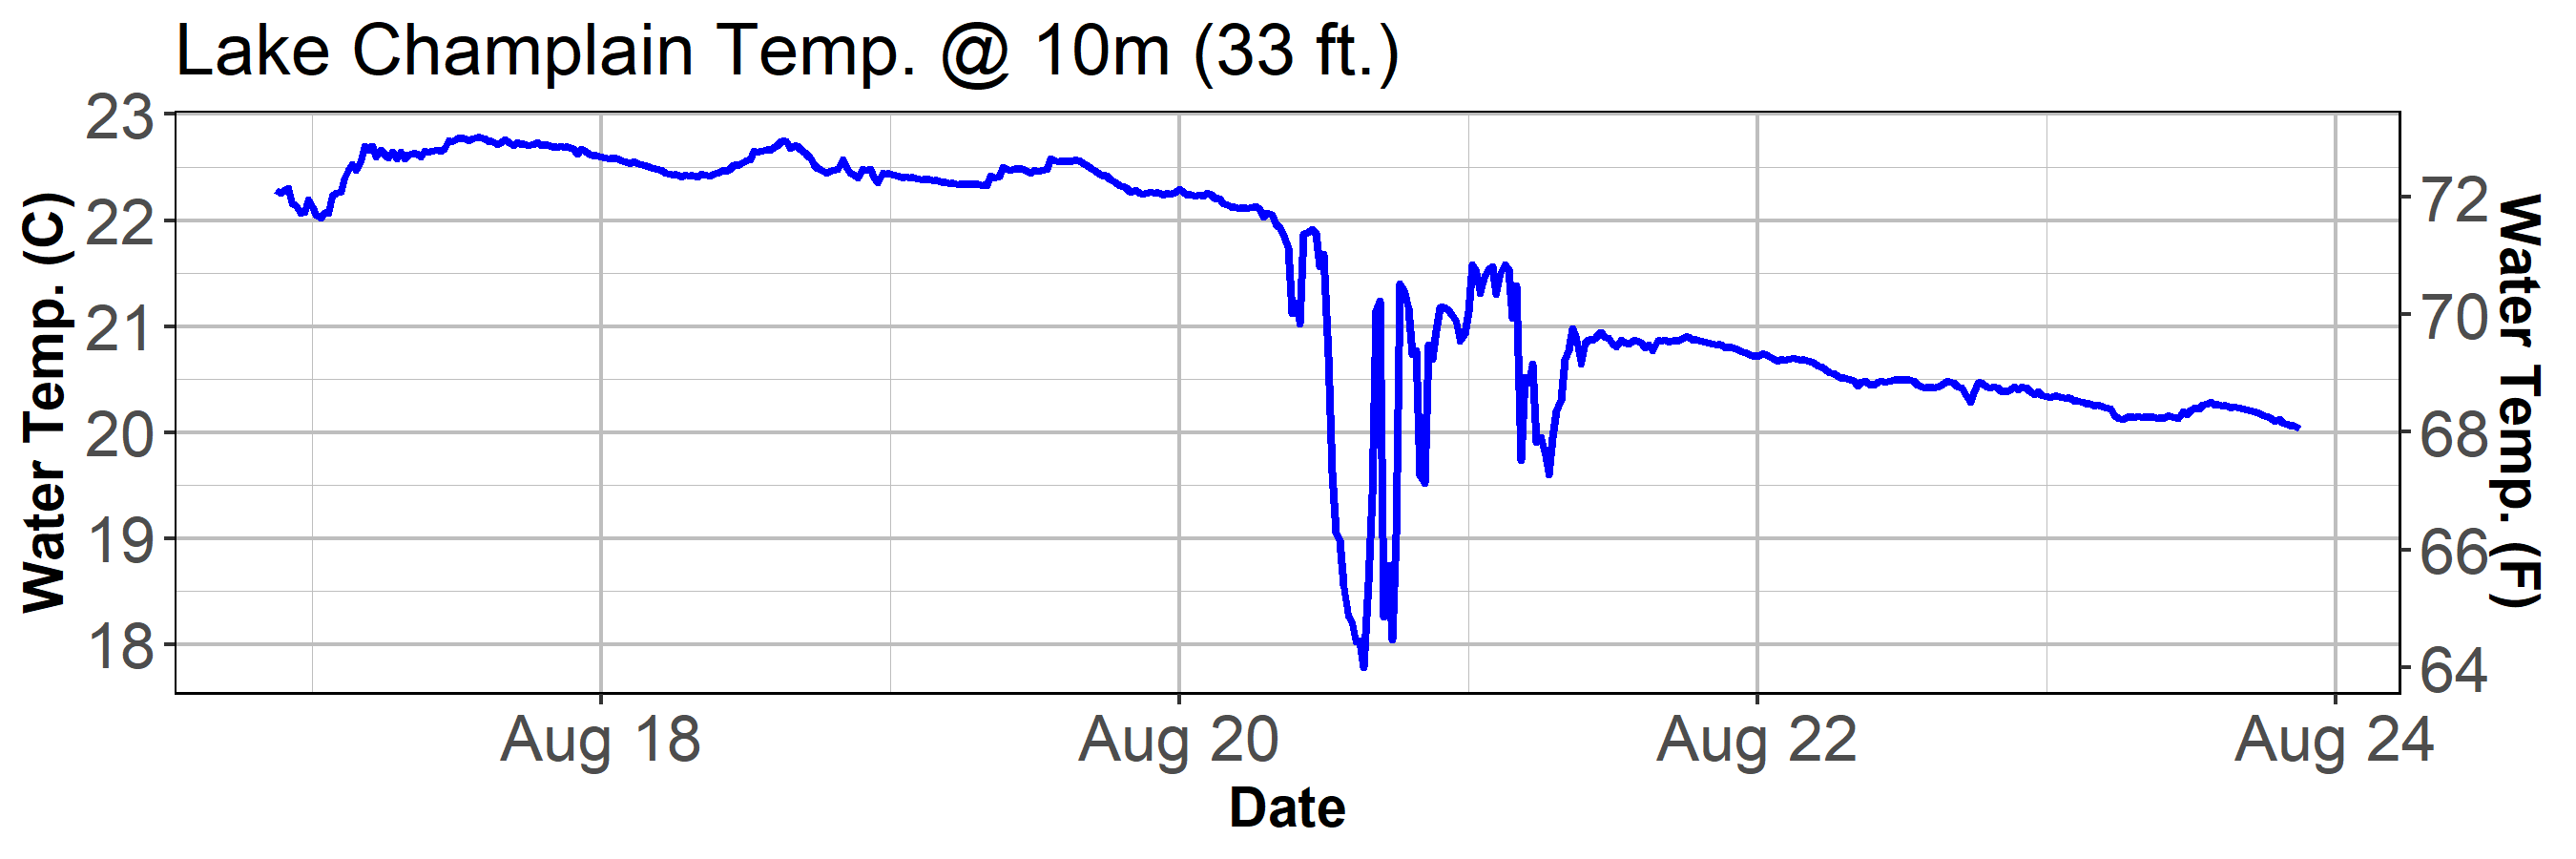 Lake Champlain Temp. @ 10m (33 ft.)
Water Temp. (C)
23
22
21
20
19
18
72
70
68
66
64
Water Temp. (F)
Aug 18
Aug 20
Aug 22
Aug 24
Date